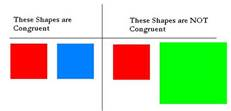 These Shapes are
Congruent
These Shapes are NOT
Congruent